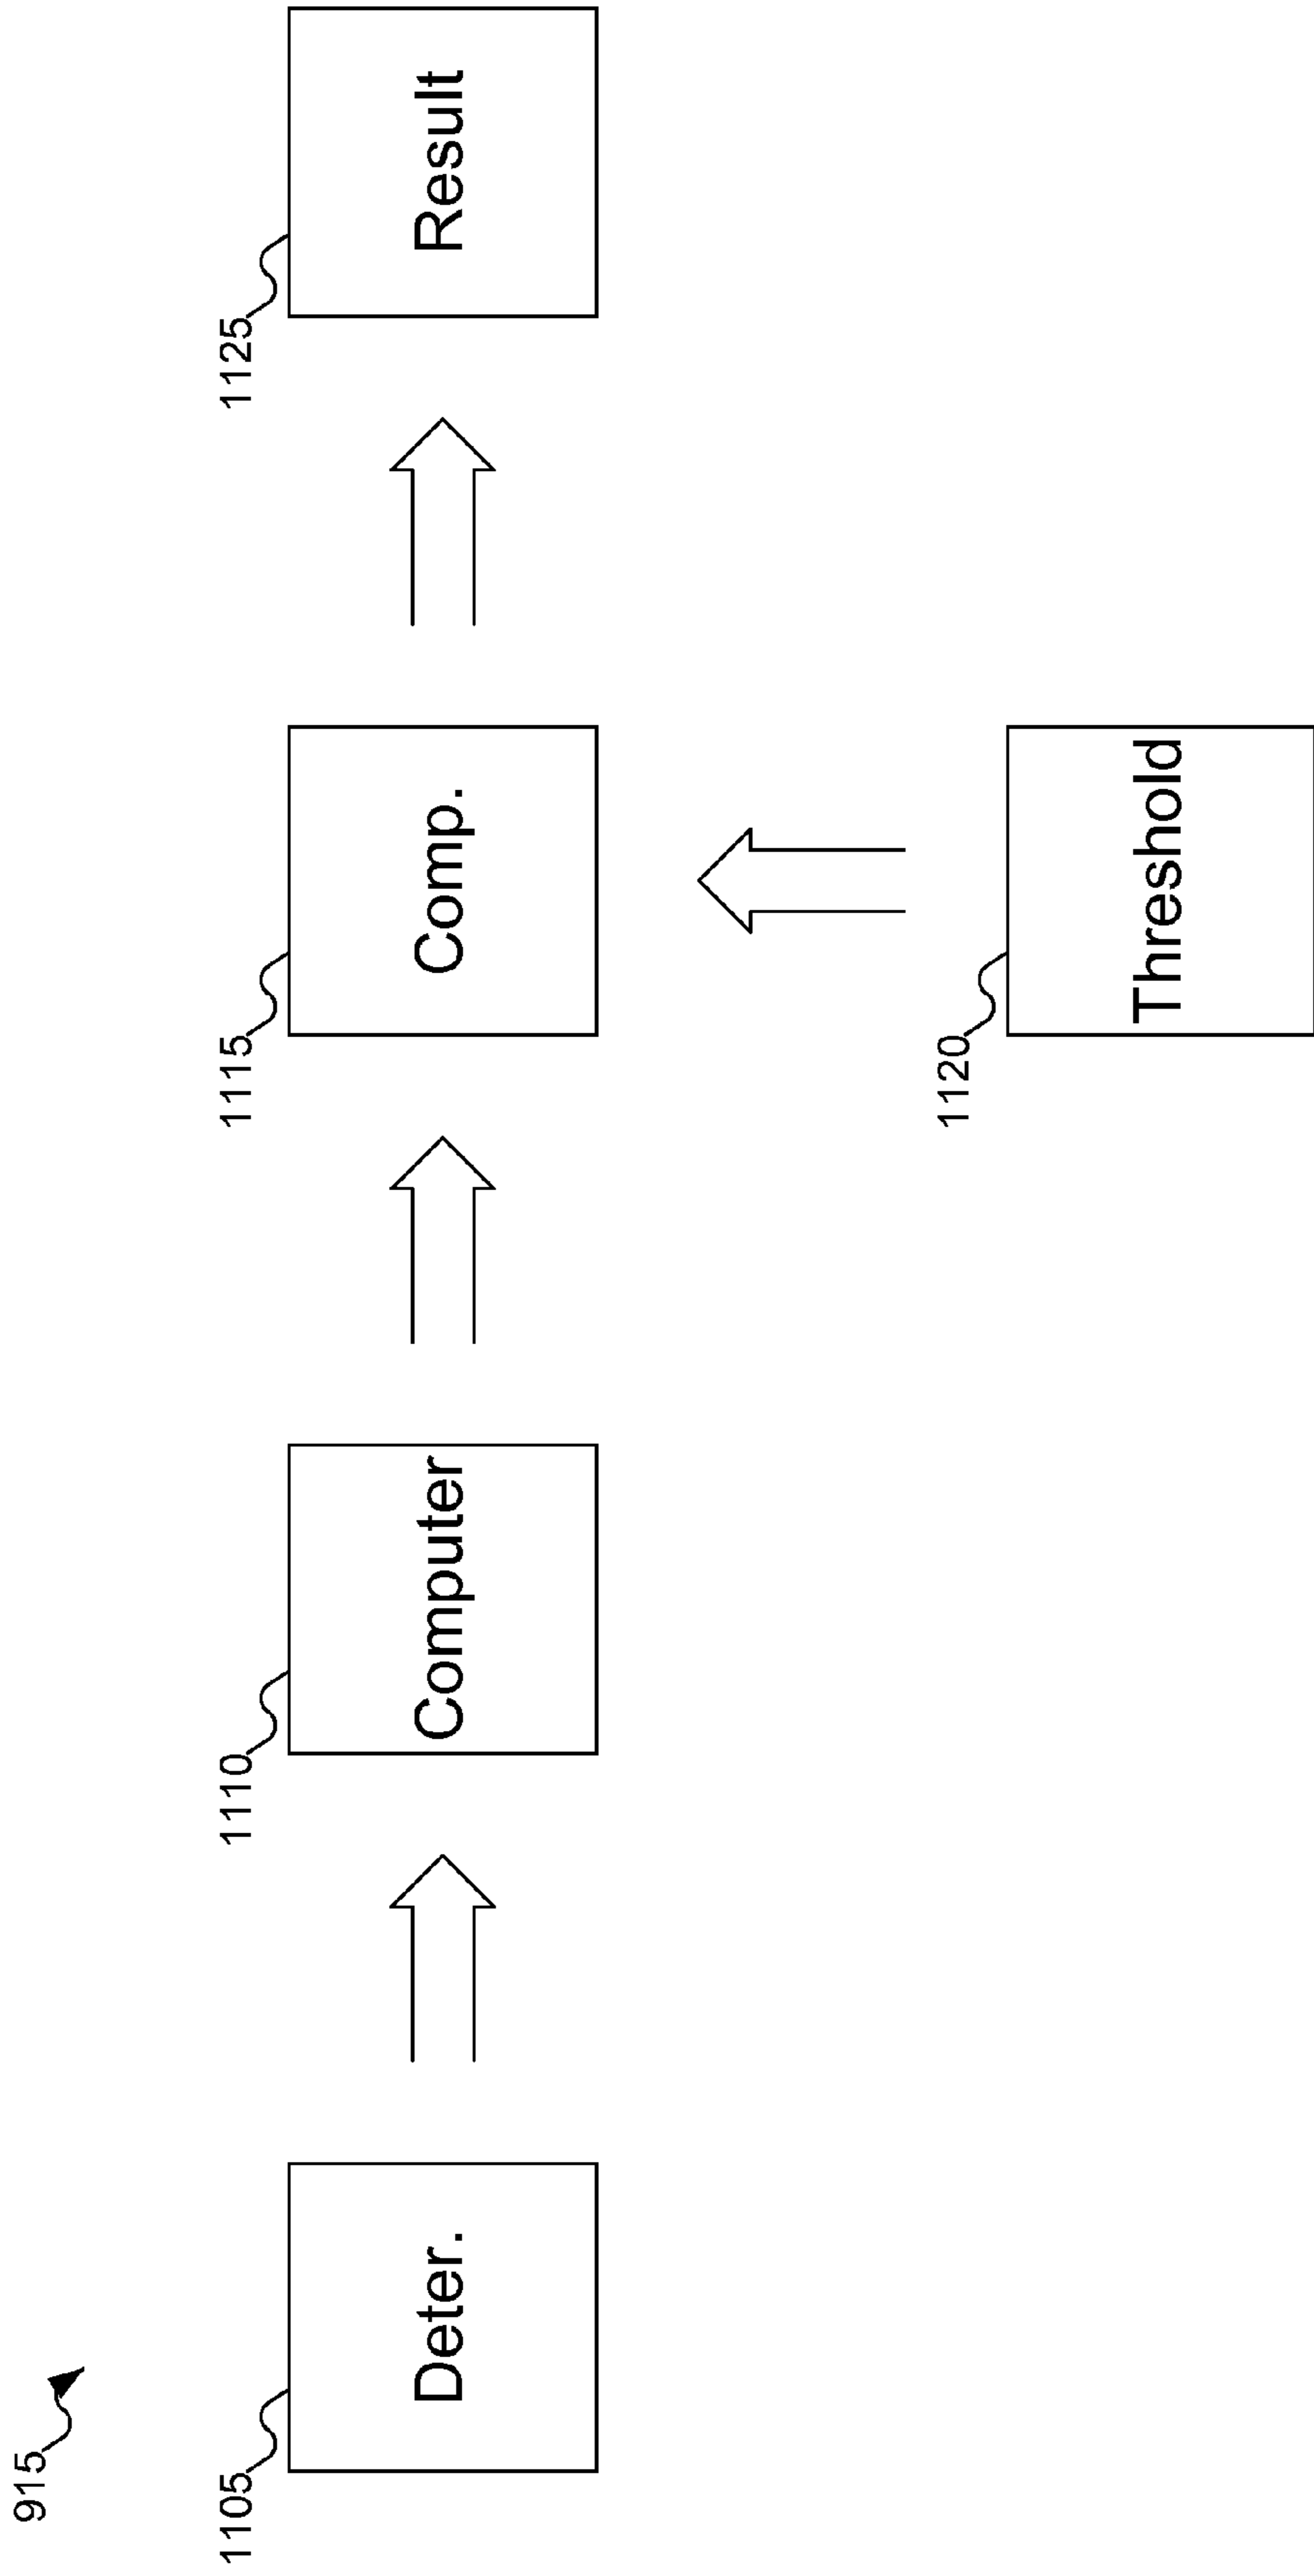 915
1105
Deter.
1110
Computer
1115
Comp.
1125
Result
1120
Threshold